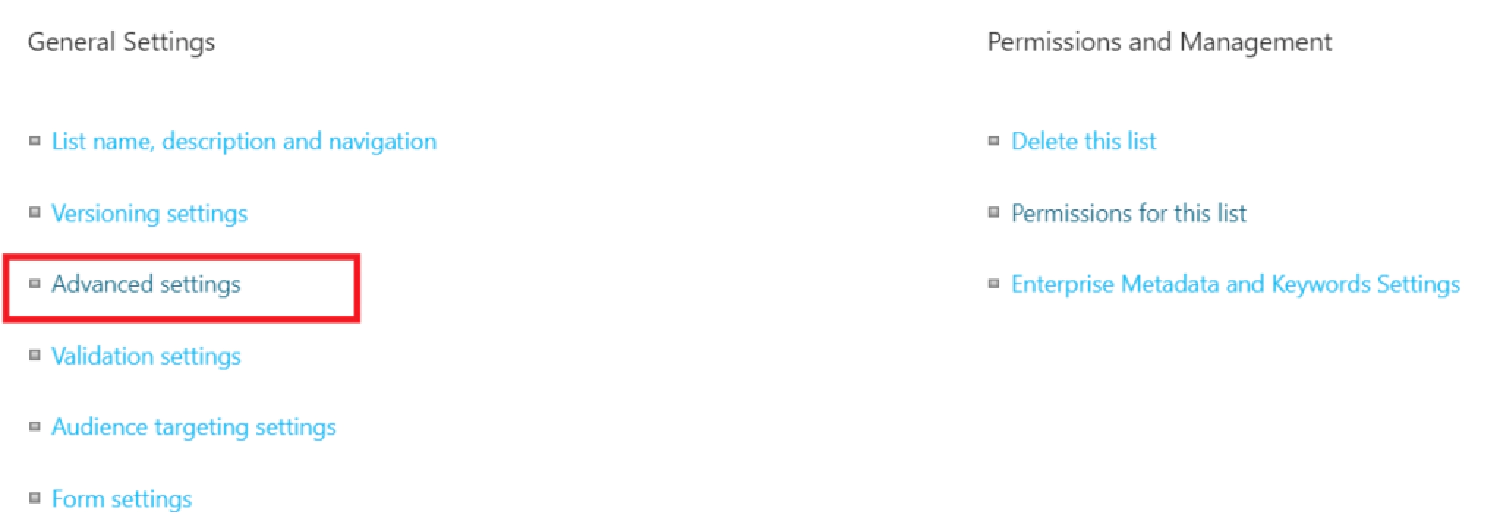 General Settings
List name, description and navigation
Versioning settings
Advanced settings
Validation settings
Audience targeting settings
Form settings
Permissions and Management
Delete this list
Permissions for this list
Enterprise Metadata and Keywords Settings